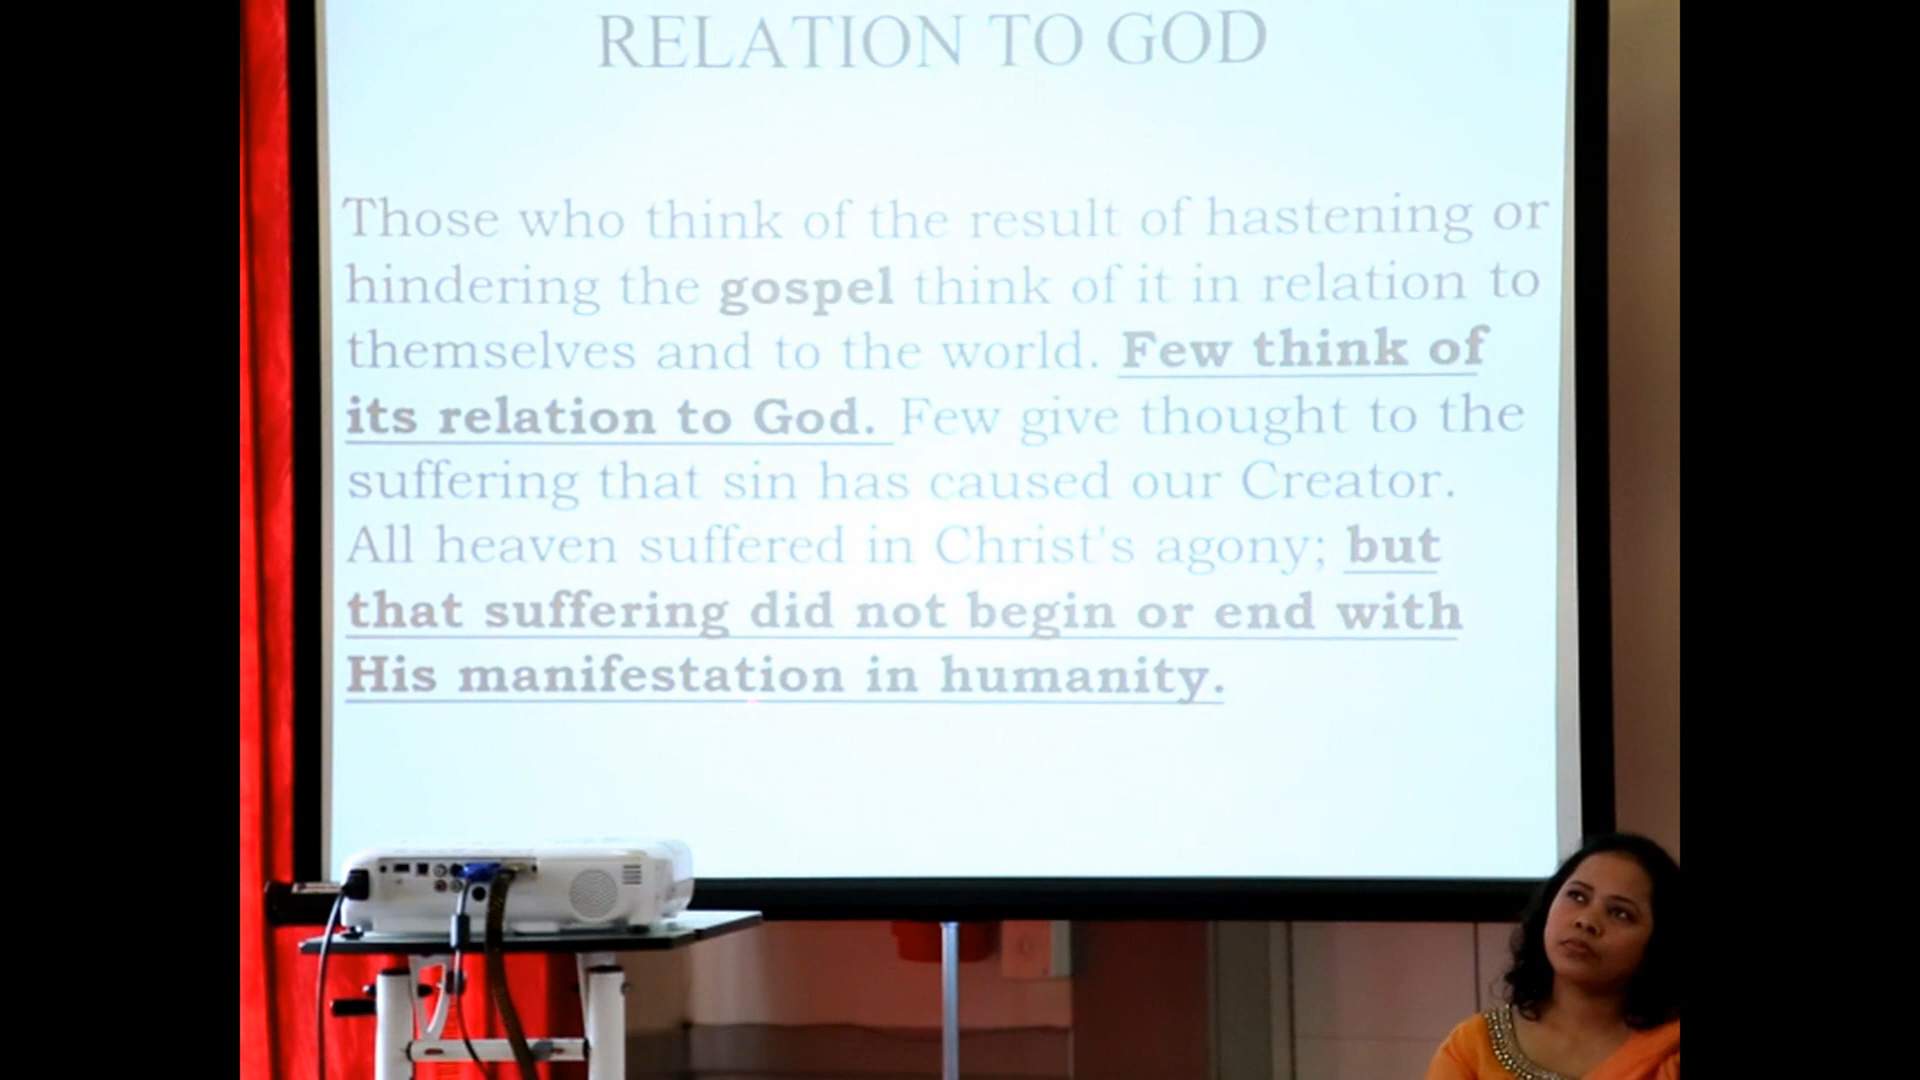 RELATION TO GOD
Those who think of the result of hastening or
hindering the gospel think of it in relation to
themselves and to the world. Few think of
its relation to God. Few give thought to the
suffering that sin has caused our Creator.
All heaven suffered in Christ's agony; but
that suffering did not begin or end with
His manifestation in humanity.